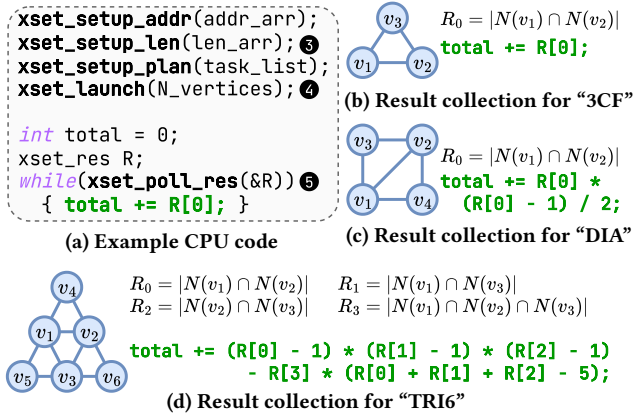 xset_setup_addr(addr_arr);
xset_setup_len(len_arr); 3
xset_setup_plan(task_list);
xset_launch(N_vertices); 4
int total = 0;
xset_res R;
while(xset_poll_res(&R)) 5
{ total += R[0]; }
(a) Example CPU code
v₃
v₁ v₂
R₀ = |N(v₁) ∩ N(v₂)|
total += R[0];
(b) Result collection for “3CF”
v₃ v₂
v₁ v₄
R₀ = |N(v₁) ∩ N(v₂)|
total += R[0] *
(R[0] - 1) / 2;
(c) Result collection for “DIA”
v₄
v₁ v₂
v₅ v₃ v₆
R₀ = |N(v₁) ∩ N(v₂)| R₁ = |N(v₁) ∩ N(v₃)|
R₂ = |N(v₂) ∩ N(v₃)| R₃ = |N(v₁) ∩ N(v₂) ∩ N(v₃)|
total += (R[0] - 1) * (R[1] - 1) * (R[2] - 1)
- R[3] * (R[0] + R[1] + R[2] - 5);
(d) Result collection for “TRI6”